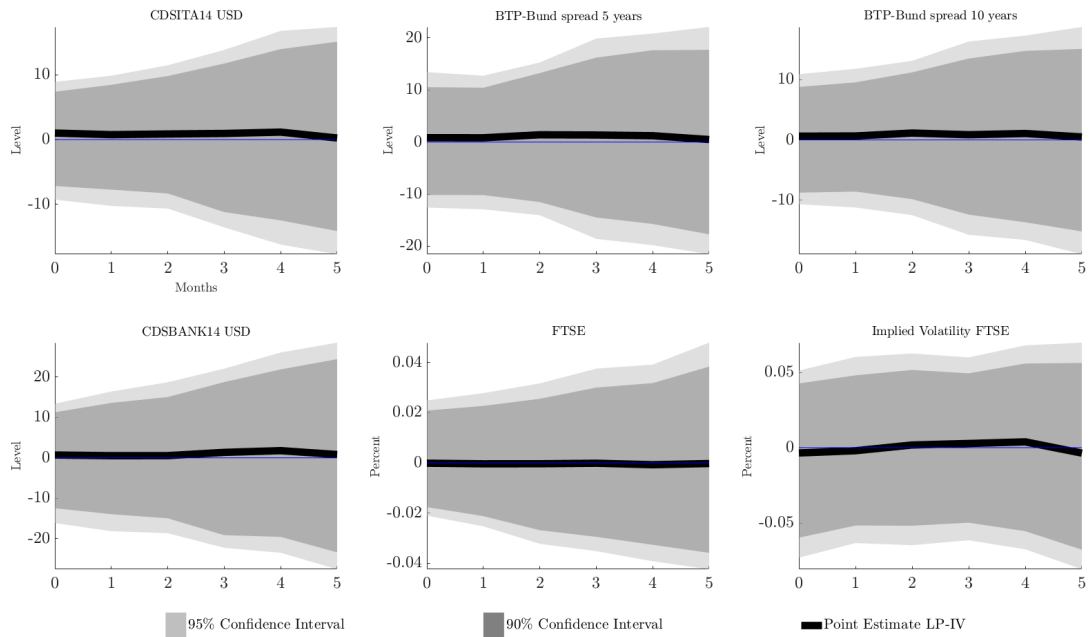 CDSITA14 USD
10
0
-10
Level
0 1 2 3 4 5
Months
BTP-Bund spread 5 years
20
10
0
-10
-20
Level
0 1 2 3 4 5
BTP-Bund spread 10 years
10
0
-10
Level
0 1 2 3 4 5
CDSBANK14 USD
20
10
0
-10
-20
Level
0 1 2 3 4 5
FTSE
0.04
0.02
0
-0.02
-0.04
Percent
0 1 2 3 4 5
Implied Volatility FTSE
0.05
0
-0.05
Percent
0 1 2 3 4 5
95% Confidence Interval
90% Confidence Interval
Point Estimate LP-IV